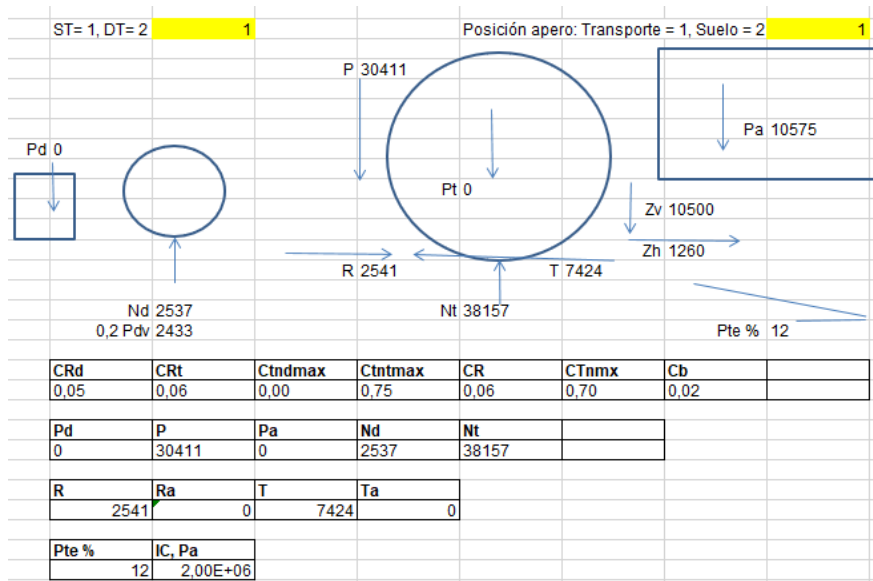 ST= 1, DT= 2 1 Posición apero: Transporte = 1, Suelo = 2 1
P 30411
Pa 10575
Pd 0
Pt 0
Zv 10500
Zh 1260
R 2541 T 7424
Nd 2537 Nt 38157
0,2 Pdv 2433 Pte % 12
CRd CRt Ctndmax Ctntmax CR CTnmx Cb
0,05 0,06 0,00 0,75 0,06 0,70 0,02
Pd P Pa Nd Nt
0 30411 0 2537 38157
R Ra T Ta
2541 0 7424 0
Pte % IC, Pa
12 2,00E+06